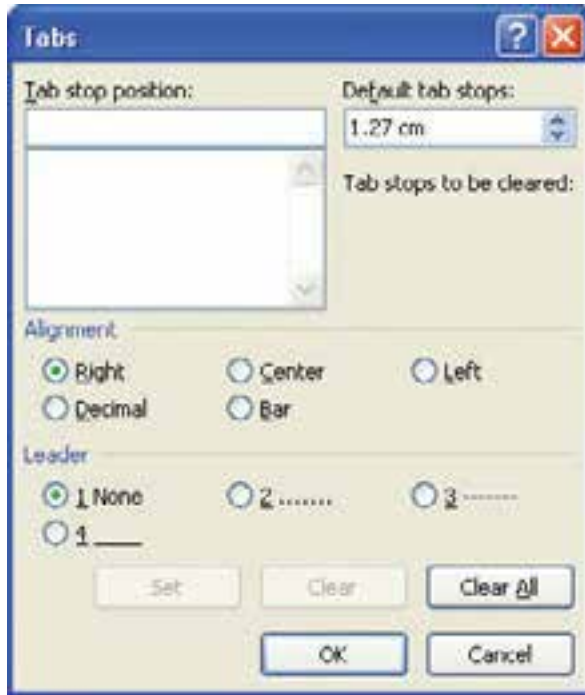 Tabs
Tab stop position:
Default tab stops:
1.27 cm
Tab stops to be cleared:
Alignment
Right Center Left
Decimal Bar
Leader
1 None 2 ....... 3 -------
4 ____
Set Clear Clear All
OK Cancel